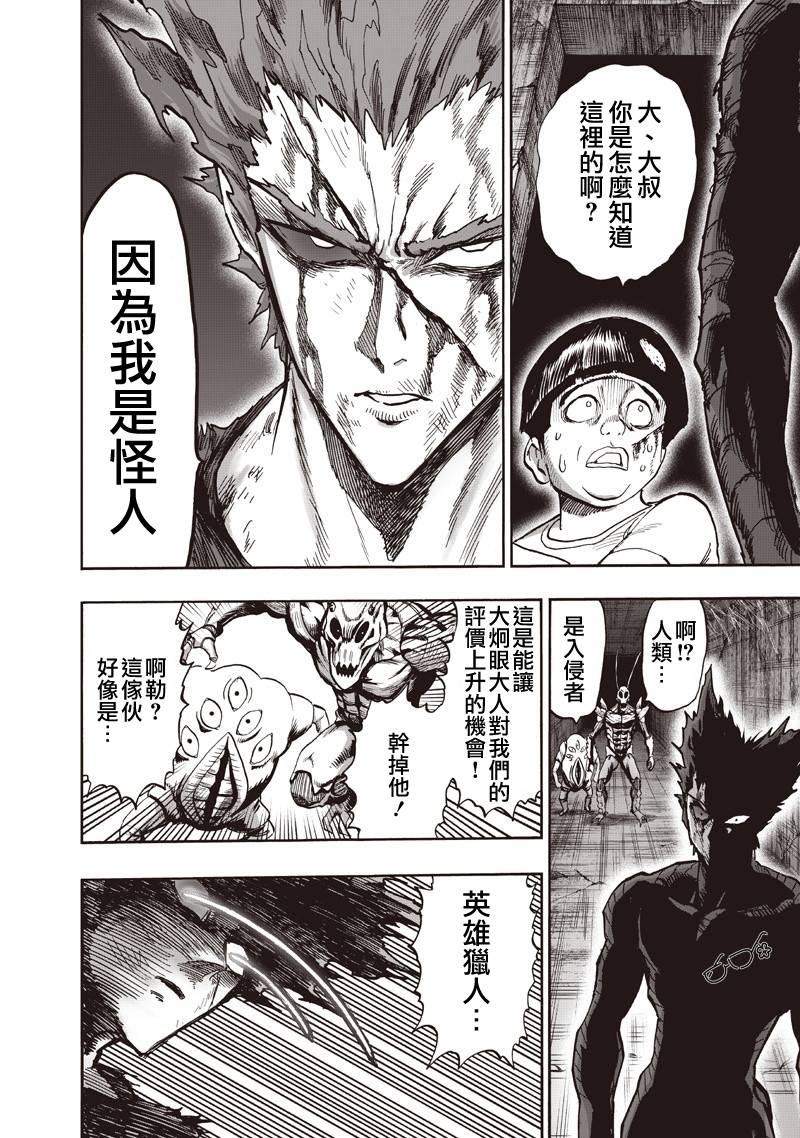 大、大叔
你是怎麼知道
這裡的啊？
因為我是怪人
啊!?
人類…
是入侵者
這是能讓
大炯眼大人對我們的
評價上升的機會！
幹掉他！
啊勒？
這傢伙
好像是…
英雄獵人…